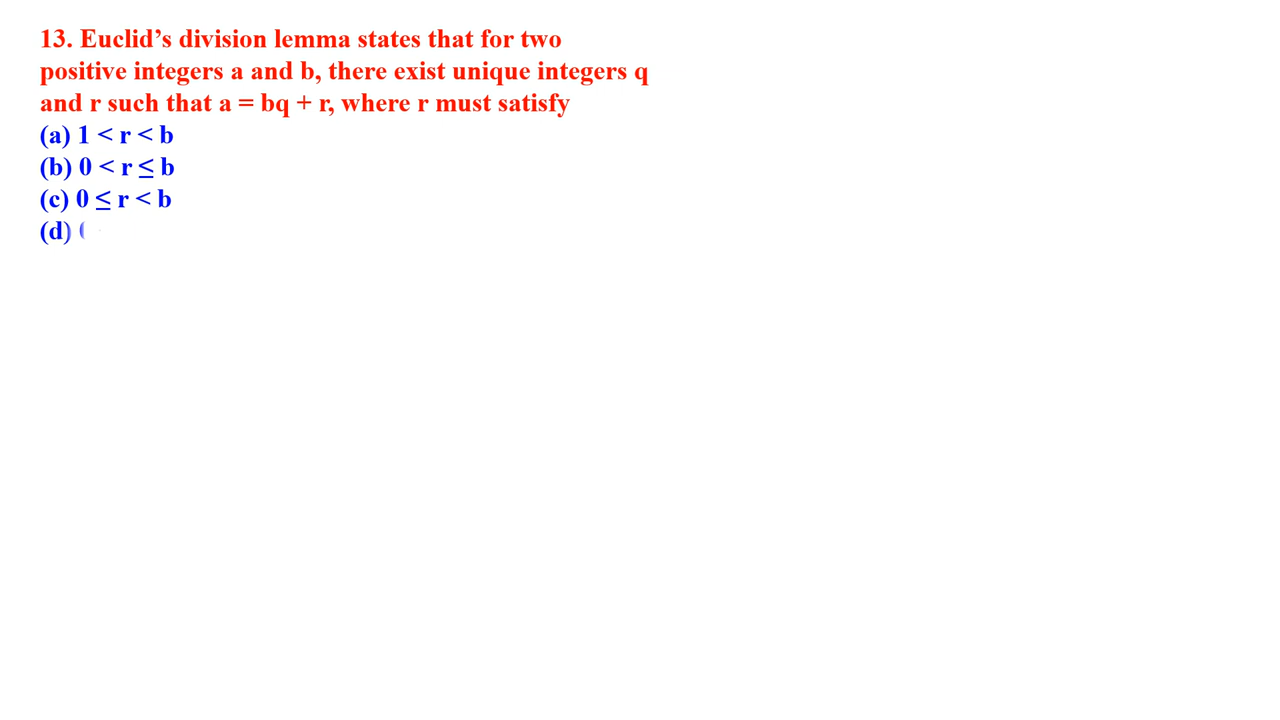 13. Euclid’s division lemma states that for two
positive integers a and b, there exist unique integers q
and r such that a = bq + r, where r must satisfy
(a) 1 < r < b
(b) 0 < r ≤ b
(c) 0 ≤ r < b
(d)